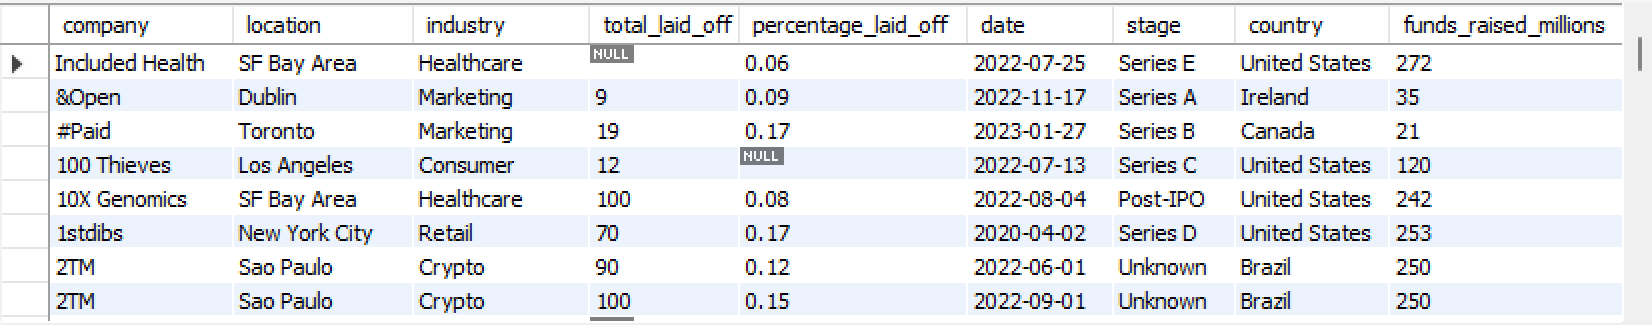 company location industry total_laid_off percentage_laid_off date stage country funds_raised_millions
Included Health SF Bay Area Healthcare NULL 0.06 2022-07-25 Series E United States 272
&Open Dublin Marketing 9 0.09 2022-11-17 Series A Ireland 35
#Paid Toronto Marketing 19 0.17 2023-01-27 Series B Canada 21
100 Thieves Los Angeles Consumer 12 NULL 2022-07-13 Series C United States 120
10X Genomics SF Bay Area Healthcare 100 0.08 2022-08-04 Post-IPO United States 242
1stdibs New York City Retail 70 0.17 2020-04-02 Series D United States 253
2TM Sao Paulo Crypto 90 0.12 2022-06-01 Unknown Brazil 250
2TM Sao Paulo Crypto 100 0.15 2022-09-01 Unknown Brazil 250